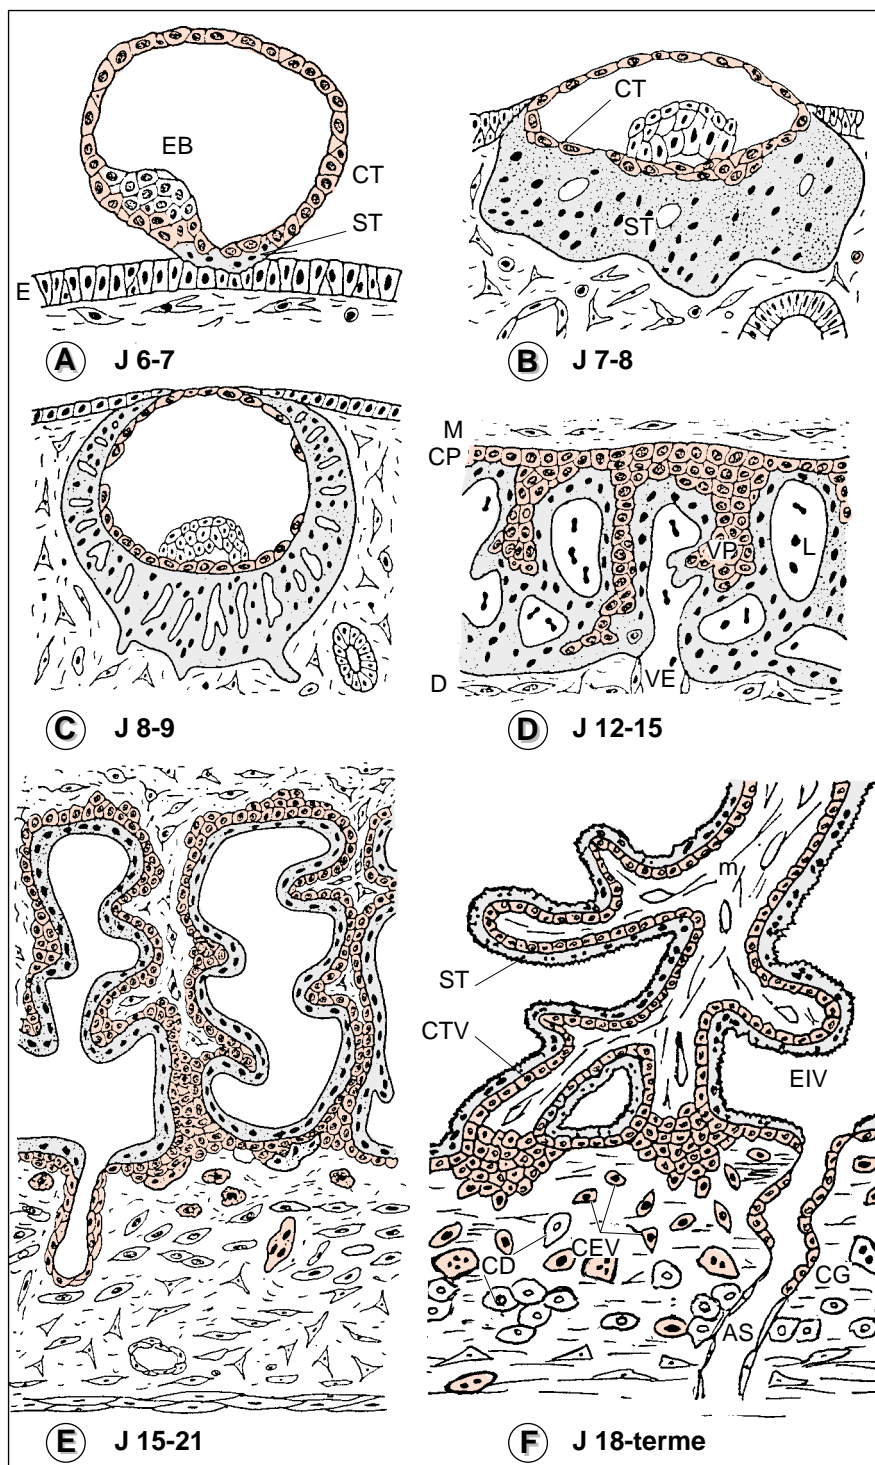 EB
CT
ST
E
A J 6-7
CT
ST
B J 7-8
C J 8-9
M
CP
VP
L
D
VE
D J 12-15
E J 15-21
m
ST
CTV
EIV
CEV
CD
CG
AS
F J 18-terme